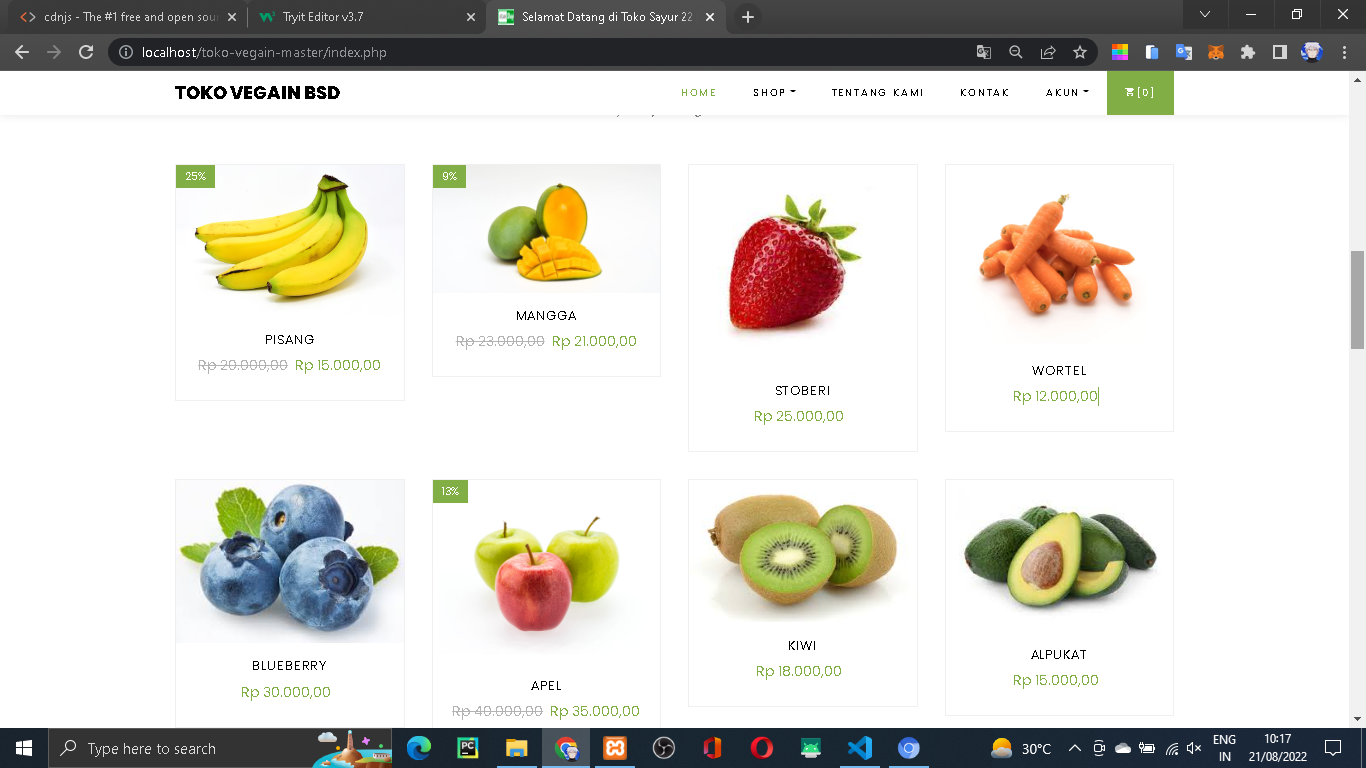 cdnjs - The #1 free and open sour
Tryit Editor v3.7
Selamat Datang di Toko Sayur 22
localhost/toko-vegain-master/index.php
TOKO VEGAIN BSD
HOME
SHOP
TENTANG KAMI
KONTAK
AKUN
[0]
25%
9%
PISANG
Rp 20.000,00 Rp 15.000,00
MANGGA
Rp 23.000,00 Rp 21.000,00
STOBERI
Rp 25.000,00
WORTEL
Rp 12.000,00
13%
BLUEBERRY
Rp 30.000,00
APEL
Rp 40.000,00 Rp 35.000,00
KIWI
Rp 18.000,00
ALPUKAT
Rp 15.000,00
Type here to search
30°C
ENG
IN
10:17
21/08/2022